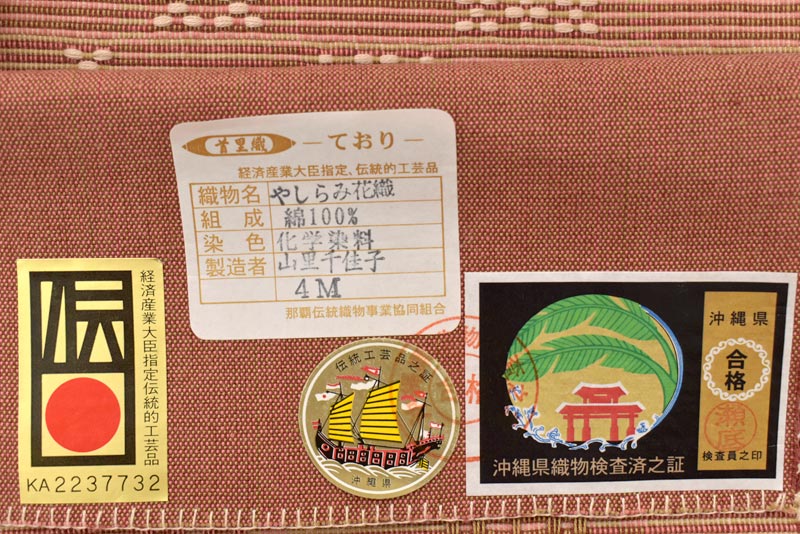 首里織
―ており―
経済産業大臣指定、伝統的工芸品
織物名 やしらみ花織
組成 綿100%
染色 化学染料
製造者 山里千佳子
4M
那覇伝統織物事業協同組合
伝
経済産業大臣指定伝統的工芸品
KA2237732
伝統工芸品之証
沖縄県
沖縄県織物検査済之証
沖縄県
合格
瀬底
検査員之印